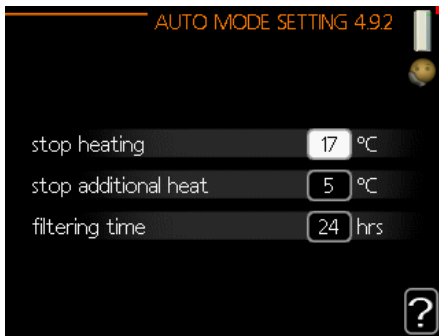 AUTO MODE SETTING 4.9.2
stop heating 17 °C
stop additional heat 5 °C
filtering time 24 hrs
?